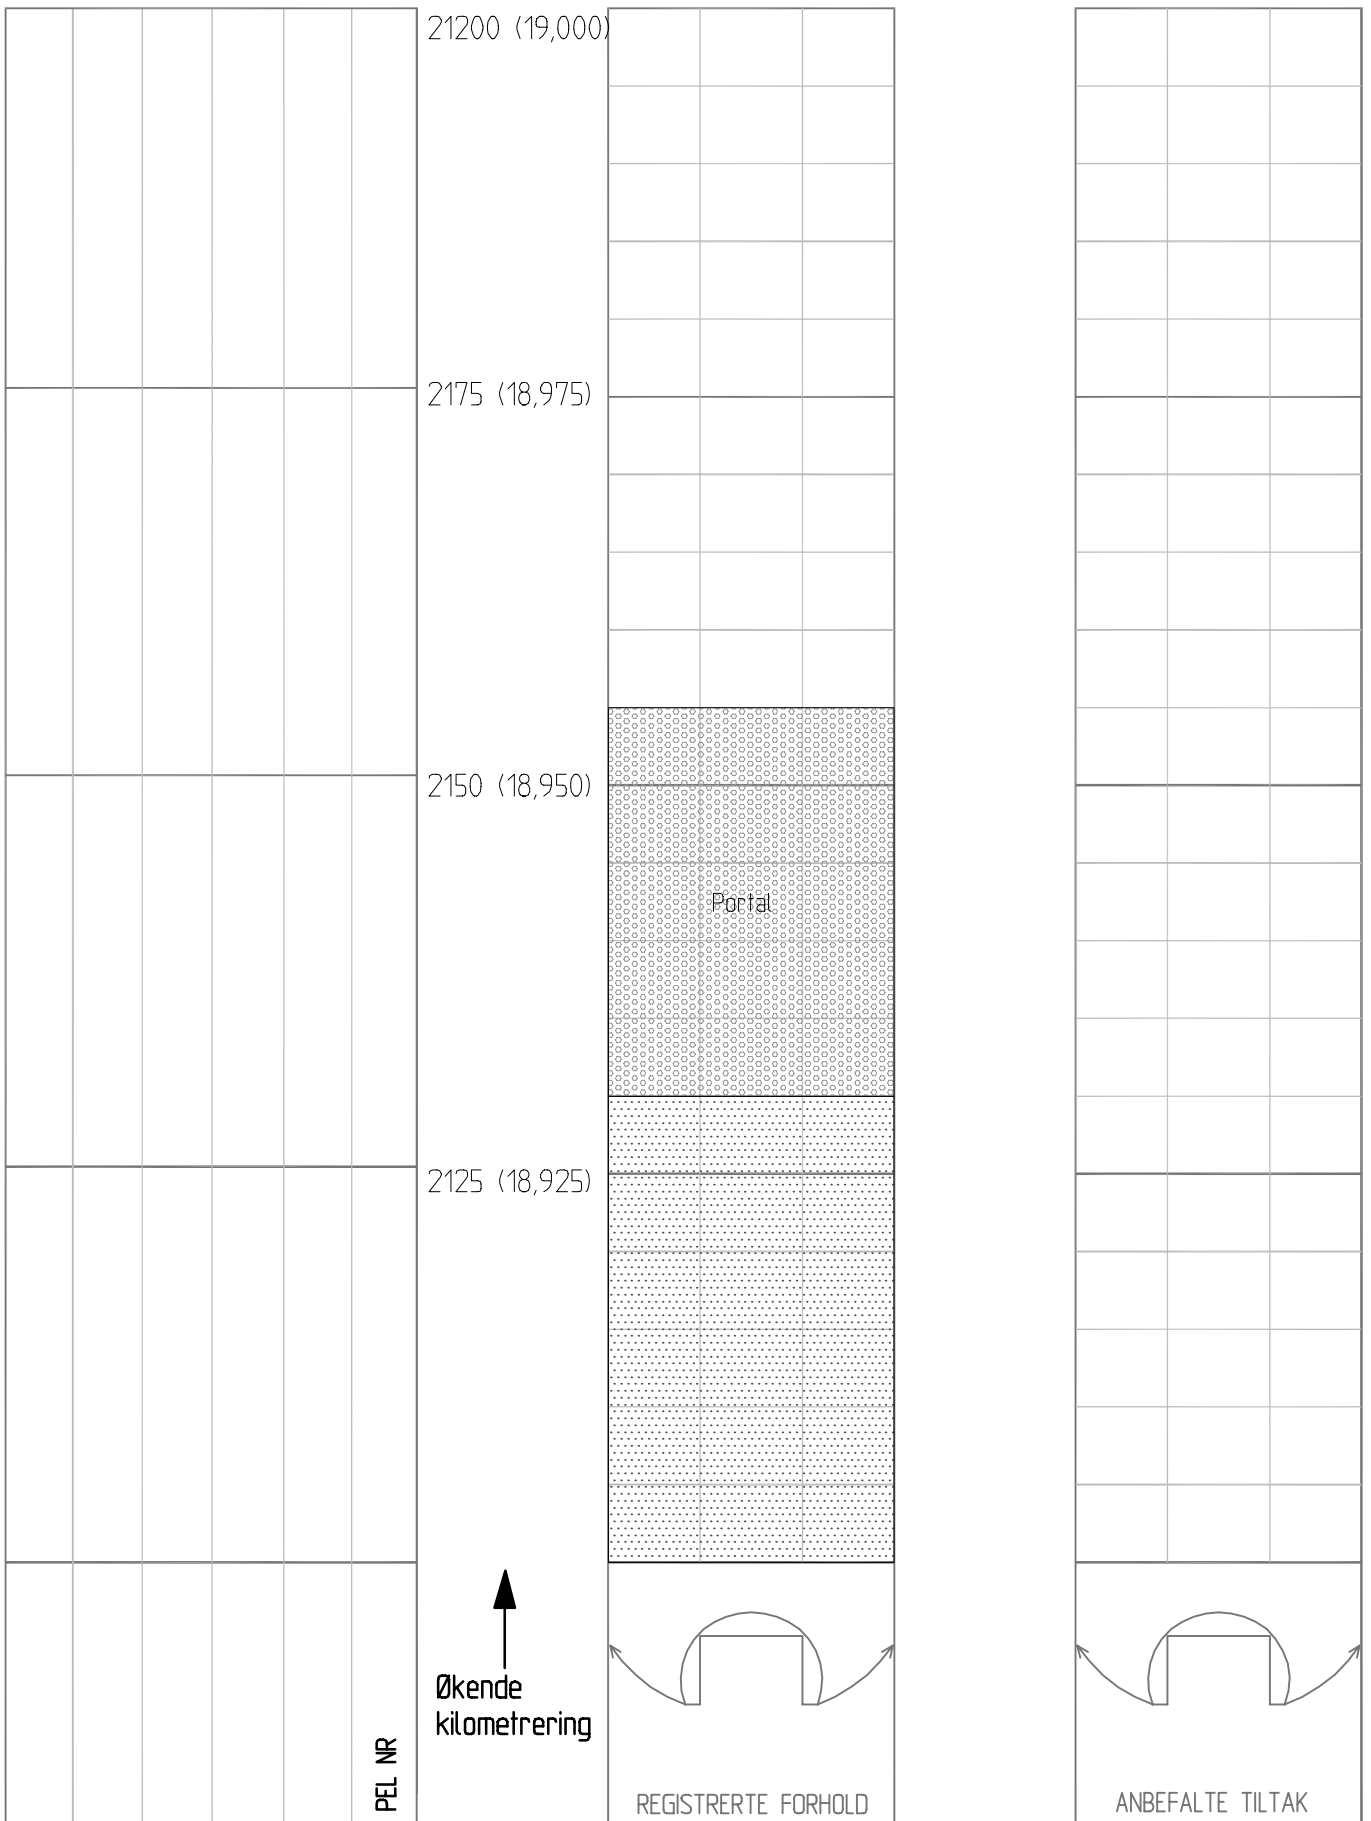 21200 (19,000)
2175 (18,975)
2150 (18,950)
Portal
2125 (18,925)
Økende
kilometrering
PEL NR
REGISTRERTE FORHOLD
ANBEFALTE TILTAK